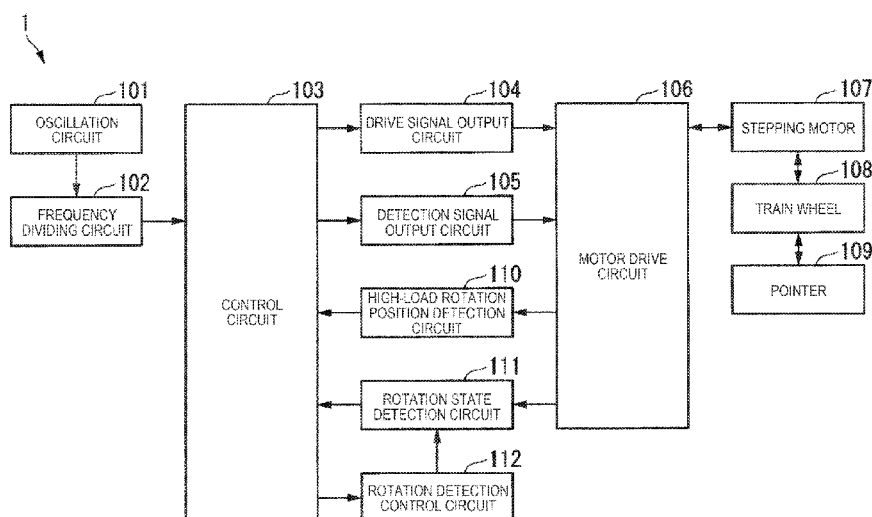 1
101
OSCILLATION
CIRCUIT
102
FREQUENCY
DIVIDING CIRCUIT
103
CONTROL
CIRCUIT
104
DRIVE SIGNAL OUTPUT
CIRCUIT
105
DETECTION SIGNAL
OUTPUT CIRCUIT
110
HIGH-LOAD ROTATION
POSITION DETECTION
CIRCUIT
111
ROTATION STATE
DETECTION CIRCUIT
112
ROTATION DETECTION
CONTROL CIRCUIT
106
MOTOR DRIVE
CIRCUIT
107
STEPPING MOTOR
108
TRAIN WHEEL
109
POINTER